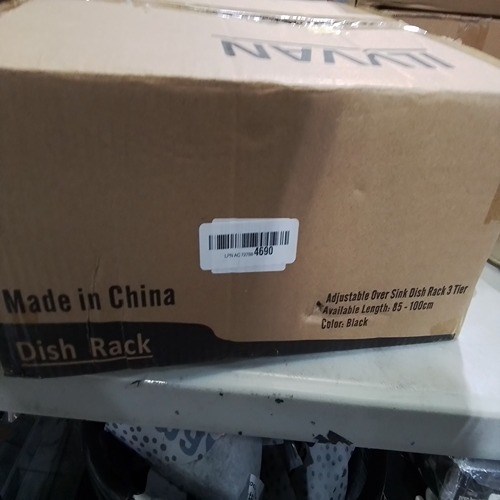 ILVVAN
4690
Made in China
Dish Rack
Adjustable Over Sink Dish Rack 3 Tier
Available Length: 85 - 100cm
Color: Black